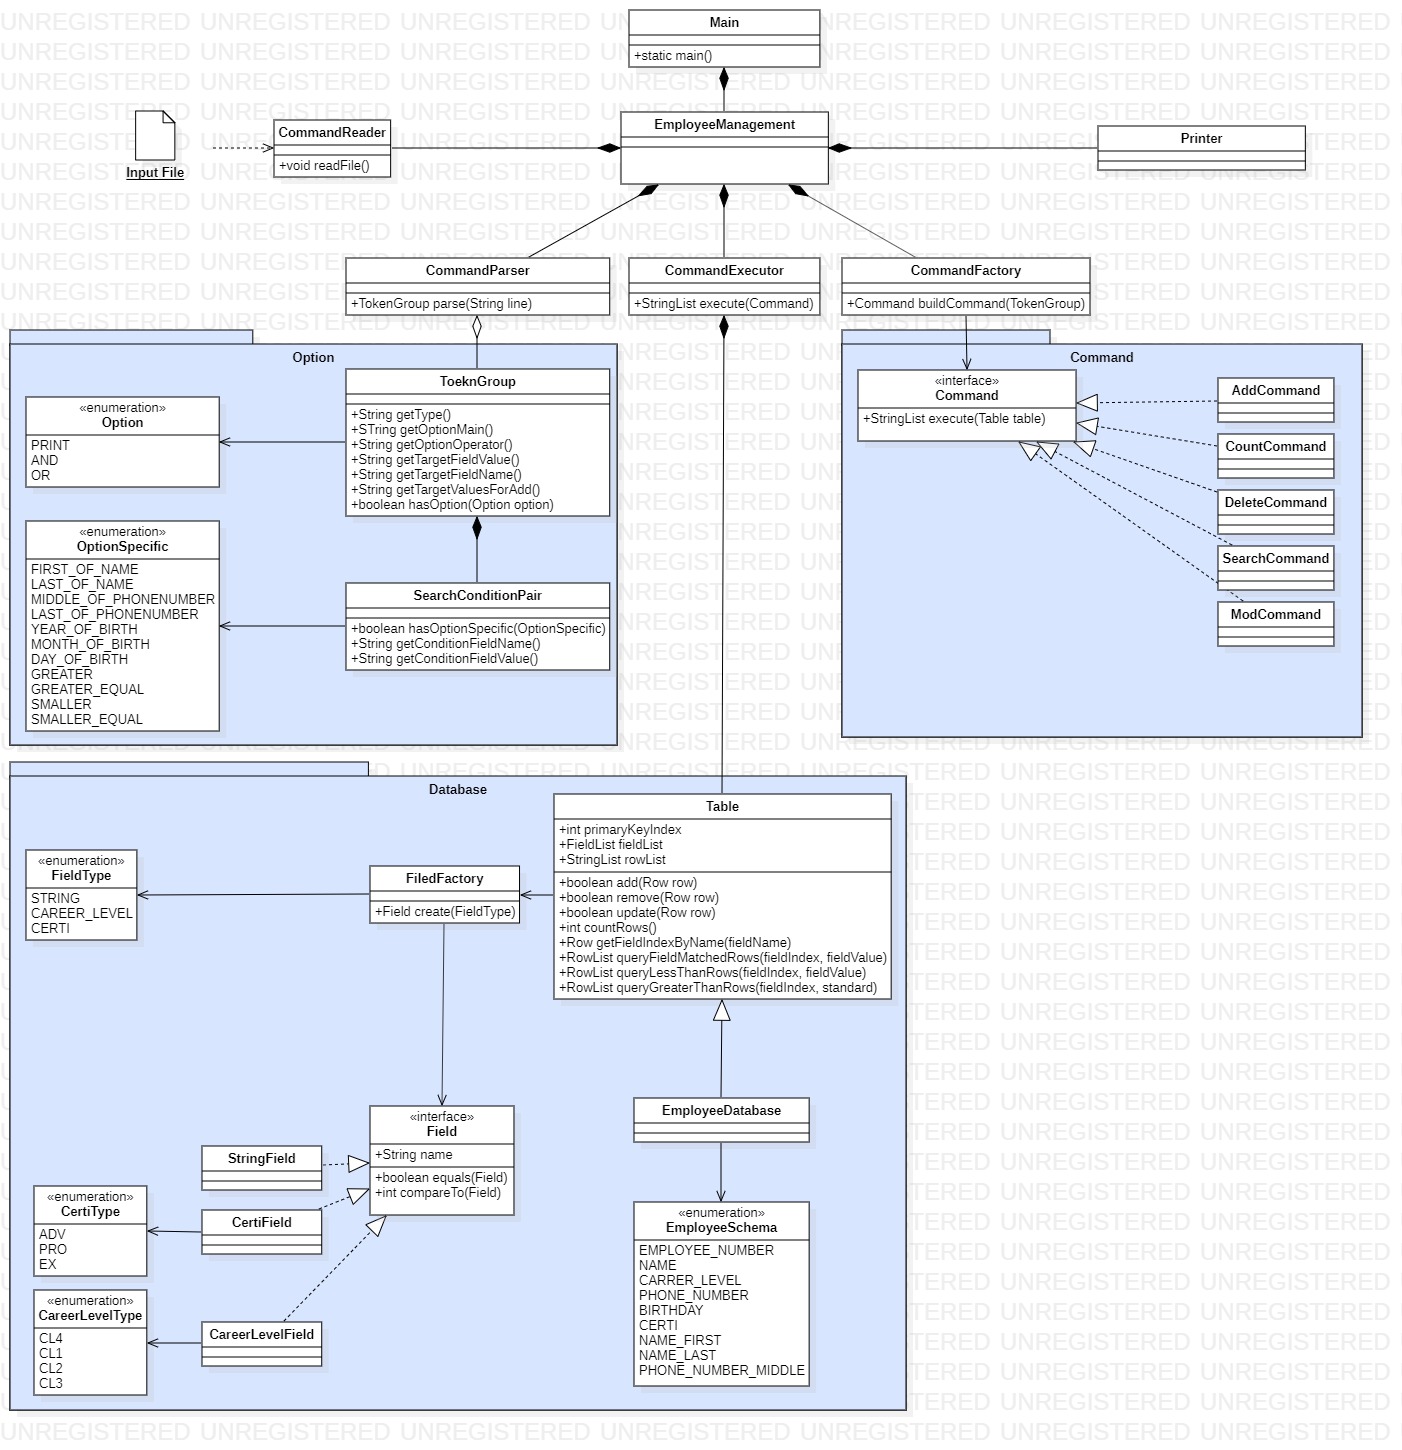 Main
+static main()
EmployeeManagement
CommandReader
+void readFile()
Input File
Printer
CommandParser
+TokenGroup parse(String line)
CommandExecutor
+StringList execute(Command)
CommandFactory
+Command buildCommand(TokenGroup)
Option
«enumeration»
Option
PRINT
AND
OR
ToeknGroup
+String getType()
+STring getOptionMain()
+String getOptionOperator()
+String getTargetFieldValue()
+String getTargetFieldName()
+String getTargetValuesForAdd()
+boolean hasOption(Option option)
«enumeration»
OptionSpecific
FIRST_OF_NAME
LAST_OF_NAME
MIDDLE_OF_PHONENUMBER
LAST_OF_PHONENUMBER
YEAR_OF_BIRTH
MONTH_OF_BIRTH
DAY_OF_BIRTH
GREATER
GREATER_EQUAL
SMALLER
SMALLER_EQUAL
SearchConditionPair
+boolean hasOptionSpecific(OptionSpecific)
+String getConditionFieldName()
+String getConditionFieldValue()
Command
«interface»
Command
+StringList execute(Table table)
AddCommand
CountCommand
DeleteCommand
SearchCommand
ModCommand
Database
Table
+int primaryKeyIndex
+FieldList fieldList
+StringList rowList
+boolean add(Row row)
+boolean remove(Row row)
+boolean update(Row row)
+int countRows()
+Row getFieldIndexByName(fieldName)
+RowList queryFieldMatchedRows(fieldIndex, fieldValue)
+RowList queryLessThanRows(fieldIndex, fieldValue)
+RowList queryGreaterThanRows(fieldIndex, standard)
«enumeration»
FieldType
STRING
CAREER_LEVEL
CERTI
FiledFactory
+Field create(FieldType)
«interface»
Field
+String name
+boolean equals(Field)
+int compareTo(Field)
StringField
CertiField
CareerLevelField
«enumeration»
CertiType
ADV
PRO
EX
«enumeration»
CareerLevelType
CL4
CL1
CL2
CL3
EmployeeDatabase
«enumeration»
EmployeeSchema
EMPLOYEE_NUMBER
NAME
CARRER_LEVEL
PHONE_NUMBER
BIRTHDAY
CERTI
NAME_FIRST
NAME_LAST
PHONE_NUMBER_MIDDLE
UNREGISTERED